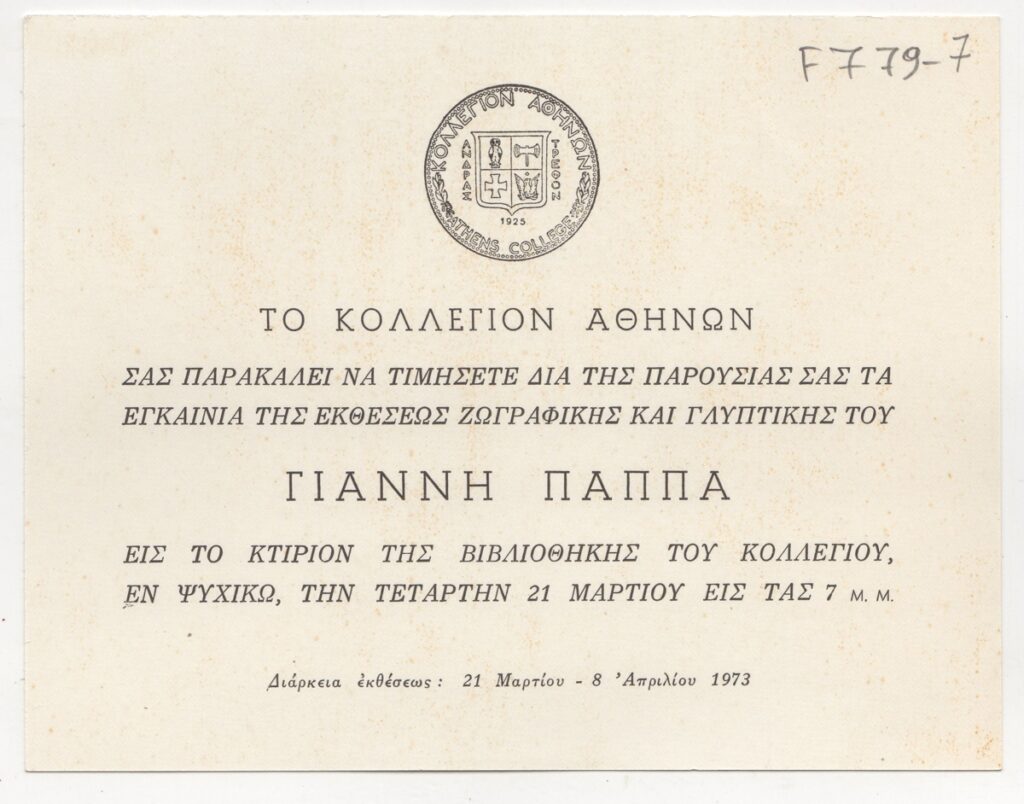 F 779-7
ΚΟΛΛΕΓΙΟΝ ΑΘΗΝΩΝ
ΑΝΔΡΑΣ ΤΡΕΦΟΝ
1925
ATHENS COLLEGE
ΤΟ ΚΟΛΛΕΓΙΟΝ ΑΘΗΝΩΝ
ΣΑΣ ΠΑΡΑΚΑΛΕΙ ΝΑ ΤΙΜΗΣΕΤΕ ΔΙΑ ΤΗΣ ΠΑΡΟΥΣΙΑΣ ΣΑΣ ΤΑ
ΕΓΚΑΙΝΙΑ ΤΗΣ ΕΚΘΕΣΕΩΣ ΖΩΓΡΑΦΙΚΗΣ ΚΑΙ ΓΛΥΠΤΙΚΗΣ ΤΟΥ
ΓΙΑΝΝΗ ΠΑΠΠΑ
ΕΙΣ ΤΟ ΚΤΙΡΙΟΝ ΤΗΣ ΒΙΒΛΙΟΘΗΚΗΣ ΤΟΥ ΚΟΛΛΕΓΙΟΥ,
ΕΝ ΨΥΧΙΚΩ, ΤΗΝ ΤΕΤΑΡΤΗΝ 21 ΜΑΡΤΙΟΥ ΕΙΣ ΤΑΣ 7 Μ. Μ.
Διάρκεια ἐκθέσεως : 21 Μαρτίου - 8 Ἀπριλίου 1973